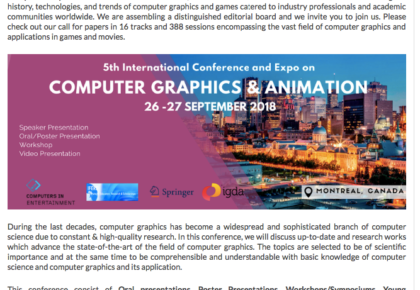 history, technologies, and trends of computer graphics and games catered to industry professionals and academic
communities worldwide. We are assembling a distinguished editorial board and we invite you to join us. Please
check out our call for papers in 16 tracks and 388 sessions encompassing the vast field of computer graphics and
applications in games and movies.
5th International Conference and Expo on
COMPUTER GRAPHICS & ANIMATION
26 -27 SEPTEMBER 2018
Speaker Presentation
Oral/Poster Presentation
Workshop
Video Presentation
COMPUTERS IN
ENTERTAINMENT
Springer
igda
MONTREAL, CANADA
During the last decades, computer graphics has become a widespread and sophisticated branch of computer
science due to constant & high-quality research. In this conference, we will discuss up-to-date and research works
which advance the state-of-the-art of the field of computer graphics. The topics are selected to be of scientific
importance and at the same time to be comprehensible and understandable with basic knowledge of computer
science and computer graphics and its application.
This conference consist of Oral presentations, Poster Presentations, Workshops/Symposiums, Young